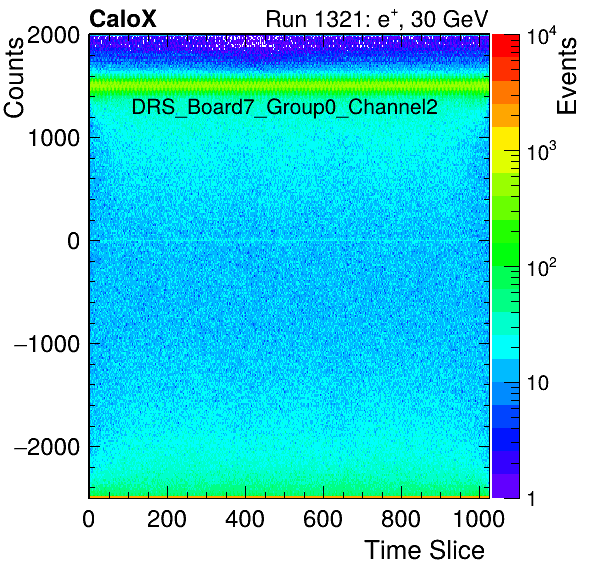 CaloX Run 1321: e+, 30 GeV
Counts
Events
DRS_Board7_Group0_Channel2
2000
1000
0
−1000
−2000
0 200 400 600 800 1000
Time Slice
10^4
10^3
10^2
10
1